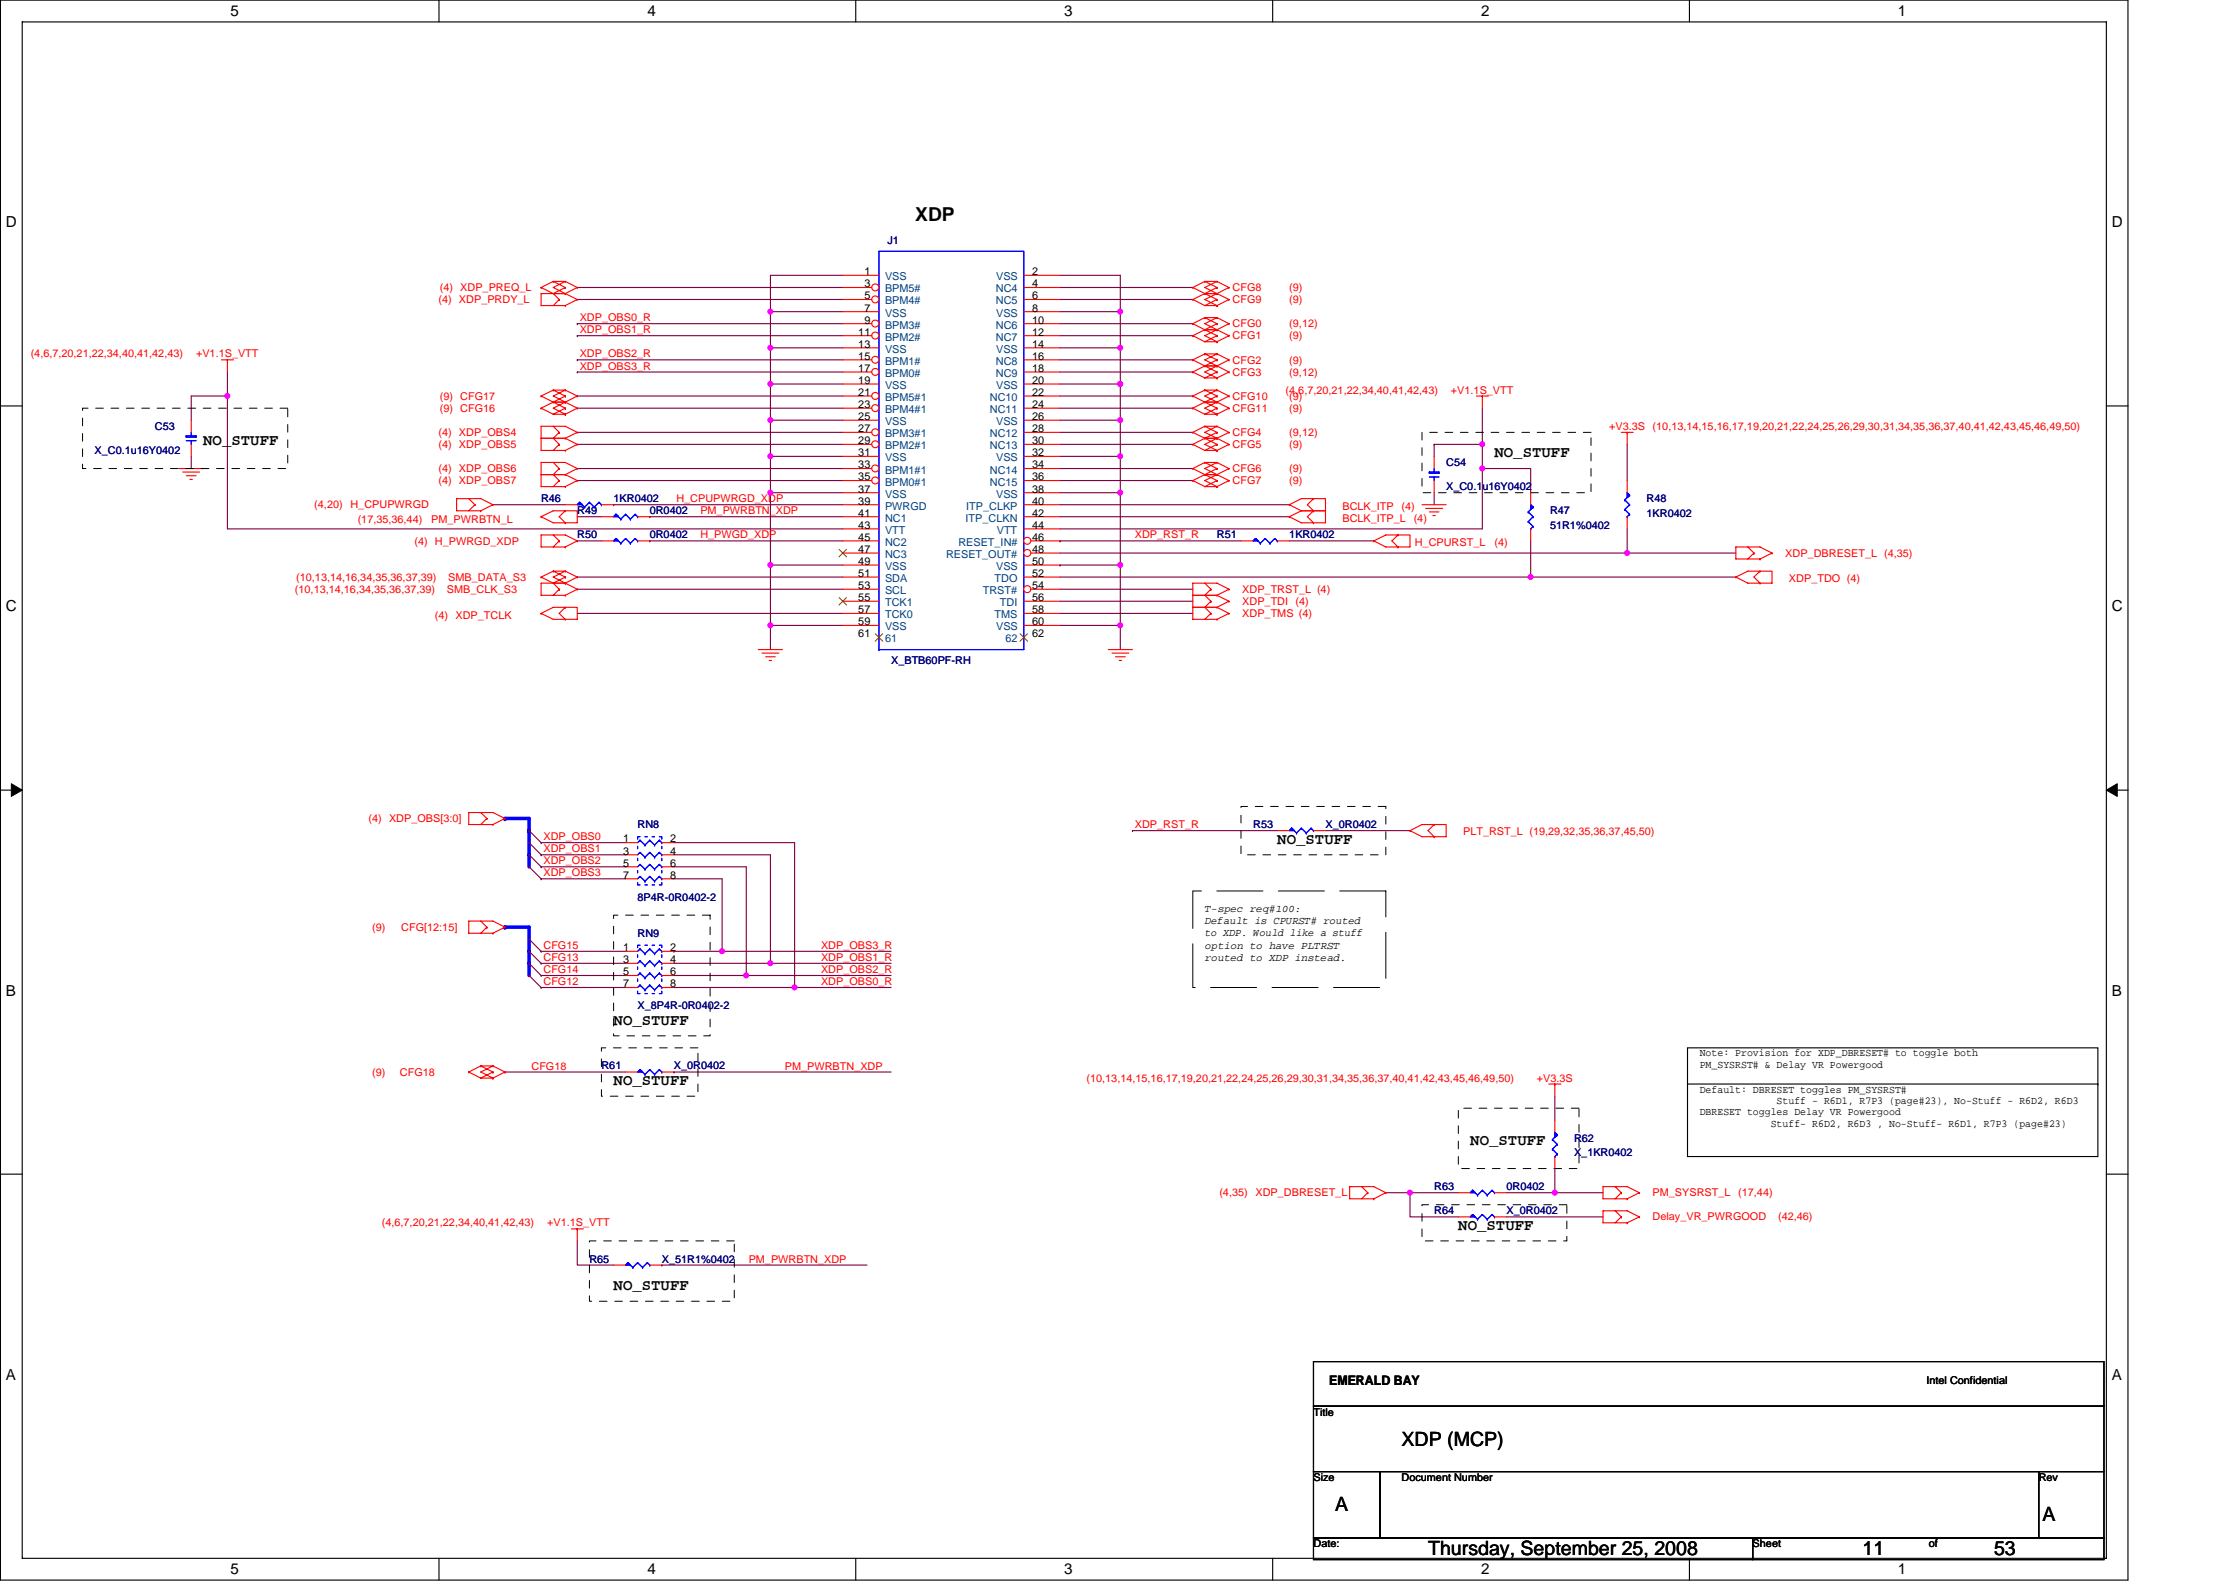 5 4 3 2 1
D D
C C
B B
A A
XDP
J1
1 VSS VSS 2
3 BPM5# NC4 4
5 BPM4# NC5 6
7 VSS VSS 8
9 BPM3# NC6 10
11 BPM2# NC7 12
13 VSS VSS 14
15 BPM1# NC8 16
17 BPM0# NC9 18
19 VSS VSS 20
21 BPM5#1 NC10 22
23 BPM4#1 NC11 24
25 VSS VSS 26
27 BPM3#1 NC12 28
29 BPM2#1 NC13 30
31 VSS VSS 32
33 BPM1#1 NC14 34
35 BPM0#1 NC15 36
37 VSS VSS 38
39 PWRGD ITP_CLKP 40
41 NC1 ITP_CLKN 42
43 VTT VTT 44
45 NC2 RESET_IN# 46
47 NC3 RESET_OUT# 48
49 VSS VSS 50
51 SDA TDO 52
53 SCL TRST# 54
55 TCK1 TDI 56
57 TCK0 TMS 58
59 VSS VSS 60
61 61 62 62
X_BTB60PF-RH
(4) XDP_PREQ_L
(4) XDP_PRDY_L
XDP_OBS0_R
XDP_OBS1_R
XDP_OBS2_R
XDP_OBS3_R
(9) CFG17
(9) CFG16
(4) XDP_OBS4
(4) XDP_OBS5
(4) XDP_OBS6
(4) XDP_OBS7
(4,20) H_CPUPWRGD R46 1KR0402 H_CPUPWRGD_XDP
(17,35,36,44) PM_PWRBTN_L R49 0R0402 PM_PWRBTN_XDP
(4) H_PWRGD_XDP R50 0R0402 H_PWGD_XDP
(10,13,14,16,34,35,36,37,39) SMB_DATA_S3
(10,13,14,16,34,35,36,37,39) SMB_CLK_S3
(4) XDP_TCLK
(4,6,7,20,21,22,34,40,41,42,43) +V1.1S_VTT
C53
NO_STUFF
X_C0.1u16Y0402
CFG8 (9)
CFG9 (9)
CFG0 (9,12)
CFG1 (9)
CFG2 (9)
CFG3 (9,12)
CFG10 (9)
CFG11 (9)
CFG4 (9,12)
CFG5 (9)
CFG6 (9)
CFG7 (9)
BCLK_ITP (4)
BCLK_ITP_L (4)
XDP_RST_R R51 1KR0402 H_CPURST_L (4)
XDP_DBRESET_L (4,35)
XDP_TDO (4)
XDP_TRST_L (4)
XDP_TDI (4)
XDP_TMS (4)
(4,6,7,20,21,22,34,40,41,42,43) +V1.1S_VTT
NO_STUFF
C54
X_C0.1u16Y0402
R47
51R1%0402
+V3.3S (10,13,14,15,16,17,19,20,21,22,24,25,26,29,30,31,34,35,36,37,40,41,42,43,45,46,49,50)
R48
1KR0402
(4) XDP_OBS[3:0]
RN8
XDP_OBS0 1 2
XDP_OBS1 3 4
XDP_OBS2 5 6
XDP_OBS3 7 8
8P4R-0R0402-2
(9) CFG[12:15]
RN9
CFG15 1 2 XDP_OBS3_R
CFG13 3 4 XDP_OBS1_R
CFG14 5 6 XDP_OBS2_R
CFG12 7 8 XDP_OBS0_R
X_8P4R-0R0402-2
NO_STUFF
(9) CFG18 CFG18 R61 X_0R0402 PM_PWRBTN_XDP
NO_STUFF
(4,6,7,20,21,22,34,40,41,42,43) +V1.1S_VTT
R65 X_51R1%0402 PM_PWRBTN_XDP
NO_STUFF
XDP_RST_R R53 X_0R0402 PLT_RST_L (19,29,32,35,36,37,45,50)
NO_STUFF
T-spec req#100:
Default is CPURST# routed
to XDP. Would like a stuff
option to have PLTRST
routed to XDP instead.
Note: Provision for XDP_DBRESET# to toggle both
PM_SYSRST# & Delay VR Powergood
Default: DBRESET toggles PM_SYSRST#
Stuff - R6D1, R7P3 (page#23), No-Stuff - R6D2, R6D3
DBRESET toggles Delay VR Powergood
Stuff- R6D2, R6D3 , No-Stuff- R6D1, R7P3 (page#23)
(10,13,14,15,16,17,19,20,21,22,24,25,26,29,30,31,34,35,36,37,40,41,42,43,45,46,49,50) +V3.3S
NO_STUFF
R62
X_1KR0402
(4,35) XDP_DBRESET_L R63 0R0402 PM_SYSRST_L (17,44)
R64 X_0R0402 Delay_VR_PWRGOOD (42,46)
NO_STUFF
EMERALD BAY Intel Confidential
Title
XDP (MCP)
Size Document Number Rev
A A
Date: Thursday, September 25, 2008 Sheet 11 of 53
5 4 3 2 1